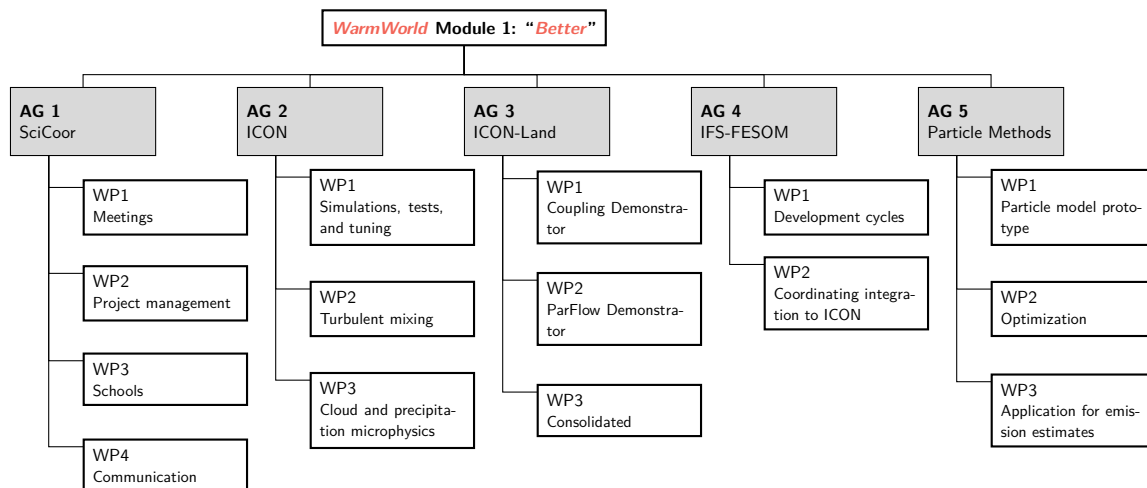 WarmWorld Module 1: “Better”
AG 1
SciCoor
WP1
Meetings
WP2
Project management
WP3
Schools
WP4
Communication
AG 2
ICON
WP1
Simulations, tests,
and tuning
WP2
Turbulent mixing
WP3
Cloud and precipita-
tion microphysics
AG 3
ICON-Land
WP1
Coupling Demonstra-
tor
WP2
ParFlow Demonstra-
tor
WP3
Consolidated
AG 4
IFS-FESOM
WP1
Development cycles
WP2
Coordinating integra-
tion to ICON
AG 5
Particle Methods
WP1
Particle model proto-
type
WP2
Optimization
WP3
Application for emis-
sion estimates